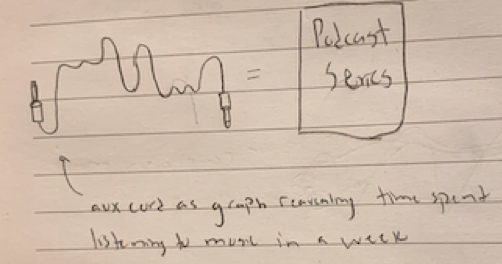 =
Podcast
Series
aux cord as graph revealing time spent
listening to music in a week